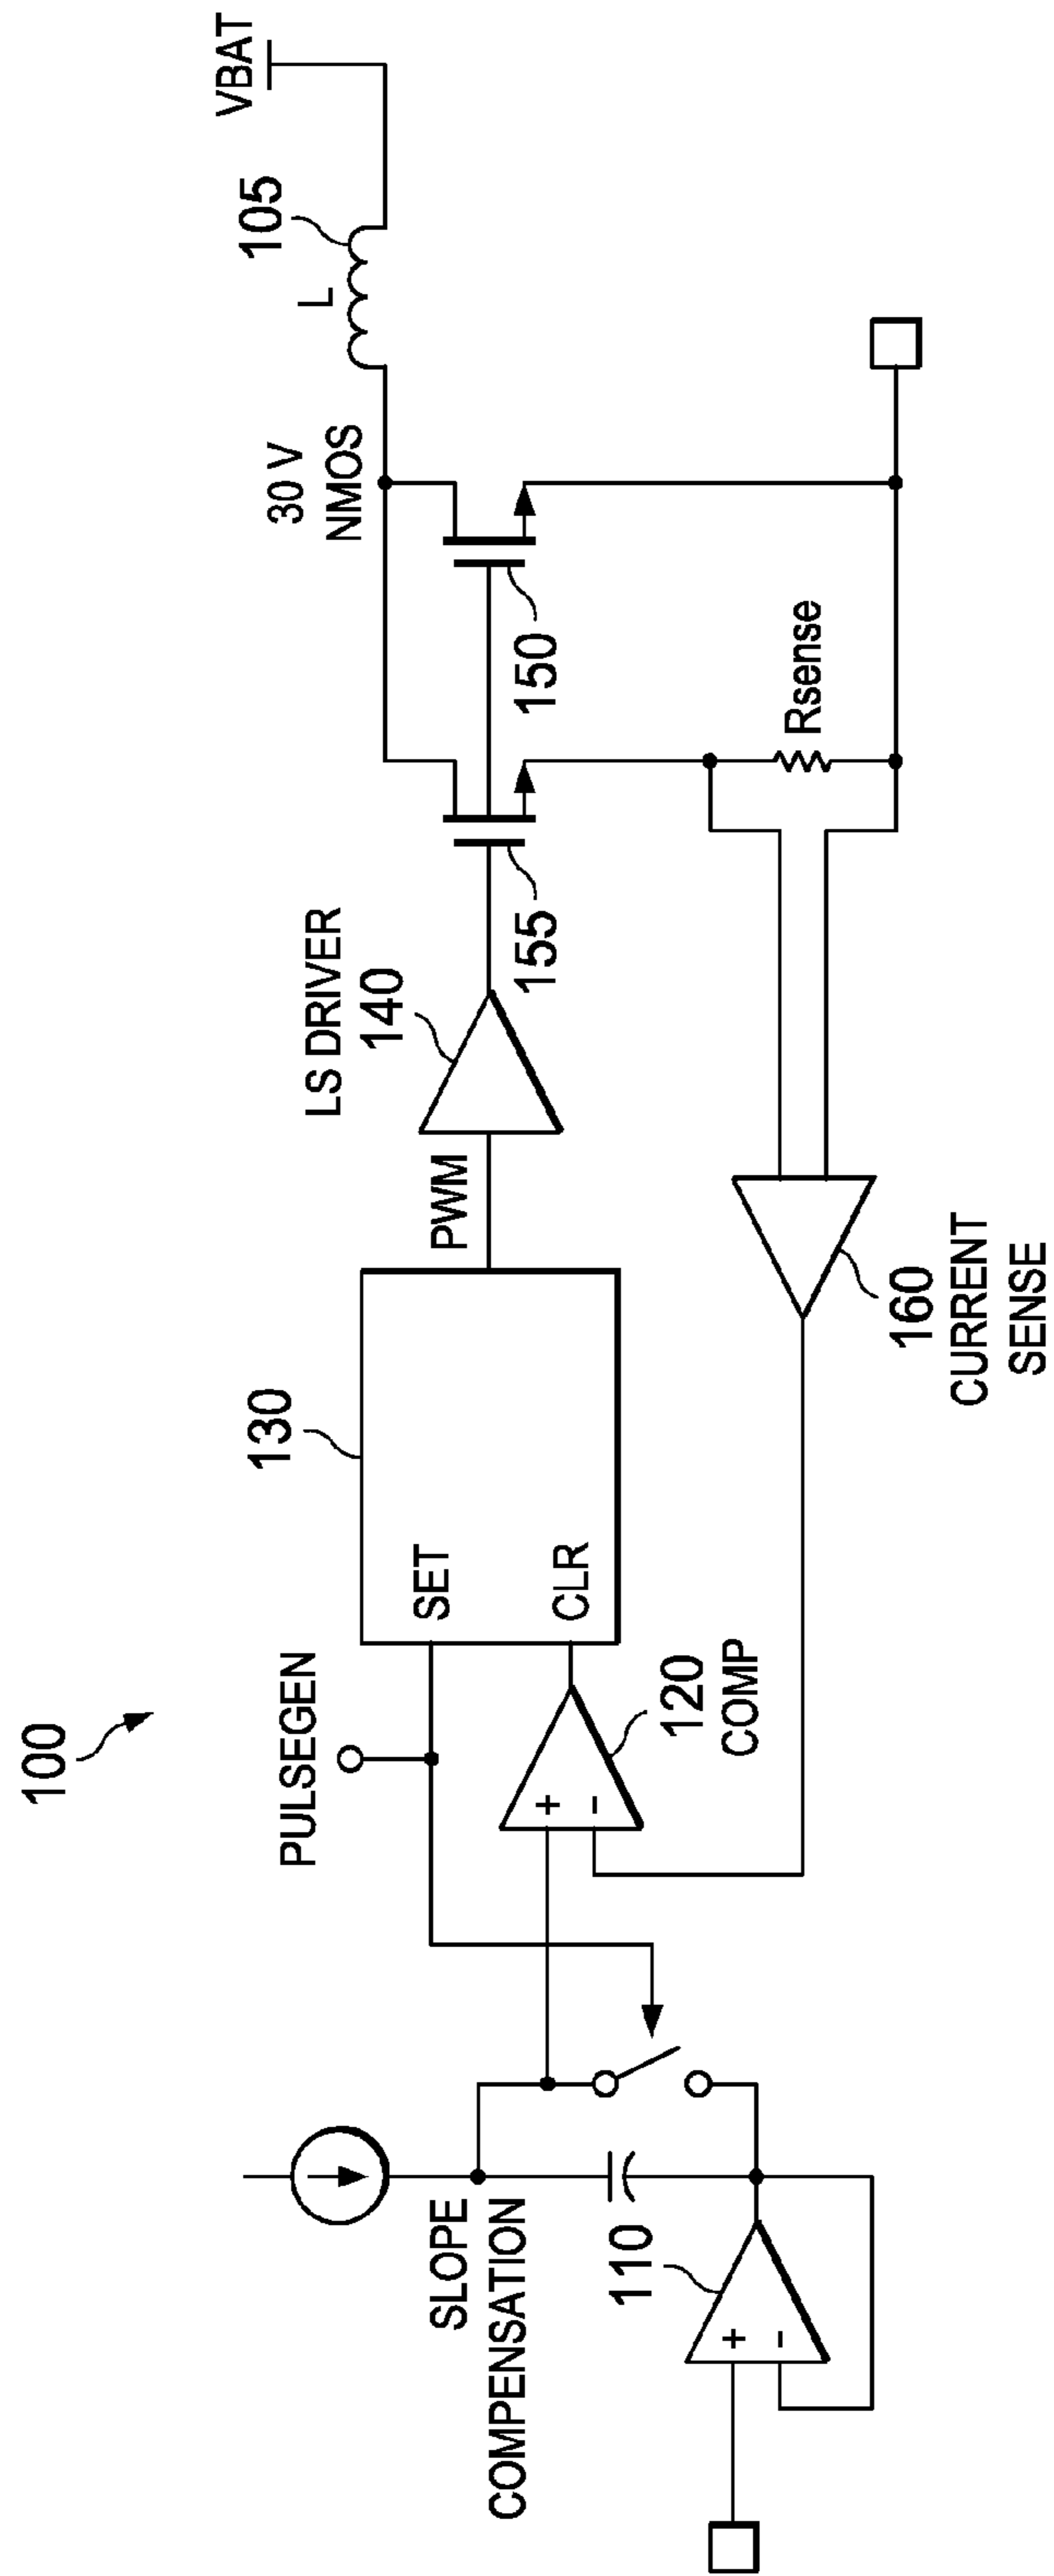 100
PULSEGEN
SET
CLR
130
PWM
LS DRIVER
140
155
150
30 V
NMOS
L
105
VBAT
SLOPE
COMPENSATION
110
+
-
+
-
120
COMP
160
CURRENT
SENSE
Rsense